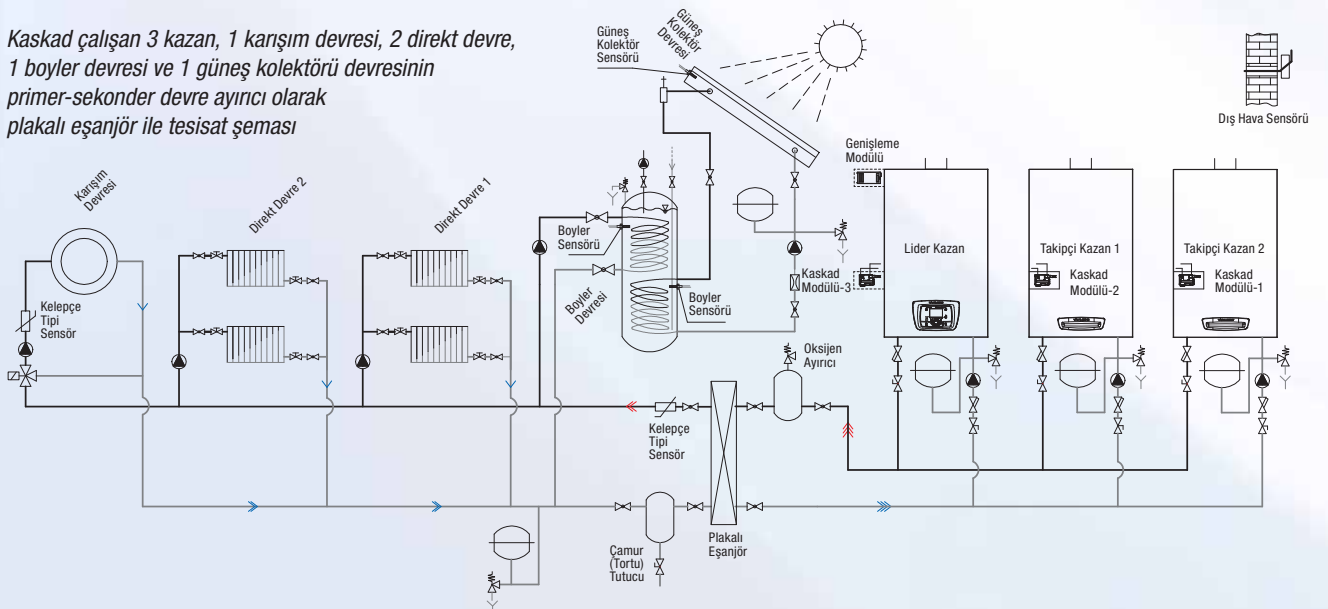 Kaskad çalışan 3 kazan, 1 karışım devresi, 2 direkt devre,
1 boyler devresi ve 1 güneş kolektörü devresinin
primer-sekonder devre ayırıcı olarak
plakalı eşanjör ile tesisat şeması
Güneş
Kolektör
Sensörü
Güneş
Kolektör
Devresi
Dış Hava Sensörü
Genişleme
Modülü
Karışım
Devresi
Direkt Devre 2
Direkt Devre 1
Boyler
Sensörü
Boyler
Devresi
Boyler
Sensörü
Kaskad
Modülü-3
Lider Kazan
Takipçi Kazan 1
Kaskad
Modülü-2
Takipçi Kazan 2
Kaskad
Modülü-1
Kelepçe
Tipi
Sensör
Oksijen
Ayırıcı
Kelepçe
Tipi
Sensör
Plakalı
Eşanjör
Çamur
(Tortu)
Tutucu